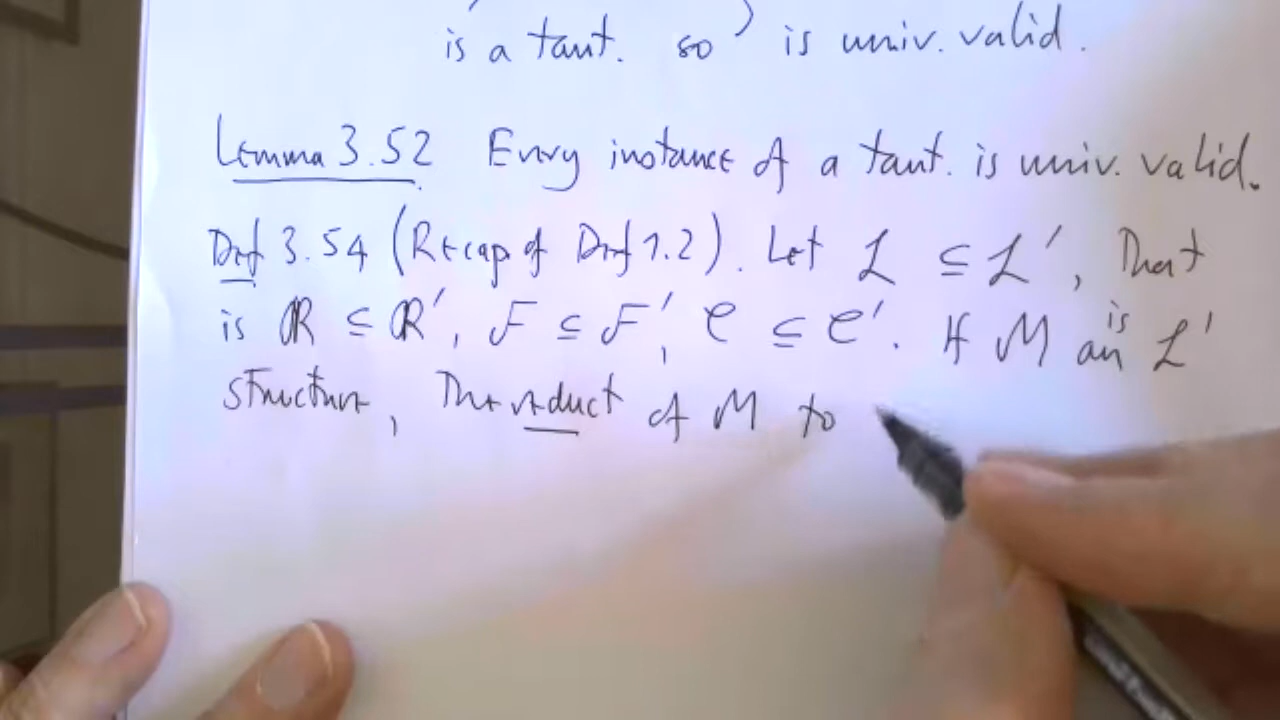 is a taut. so is univ. valid.
Lemma 3.52 Every instance of a taut. is univ. valid.
Def 3.54 (Recap of Def 1.2). Let L ⊆ L', that
is R ⊆ R', F ⊆ F', C ⊆ C'. If M is an L'
structure, the reduct of M to